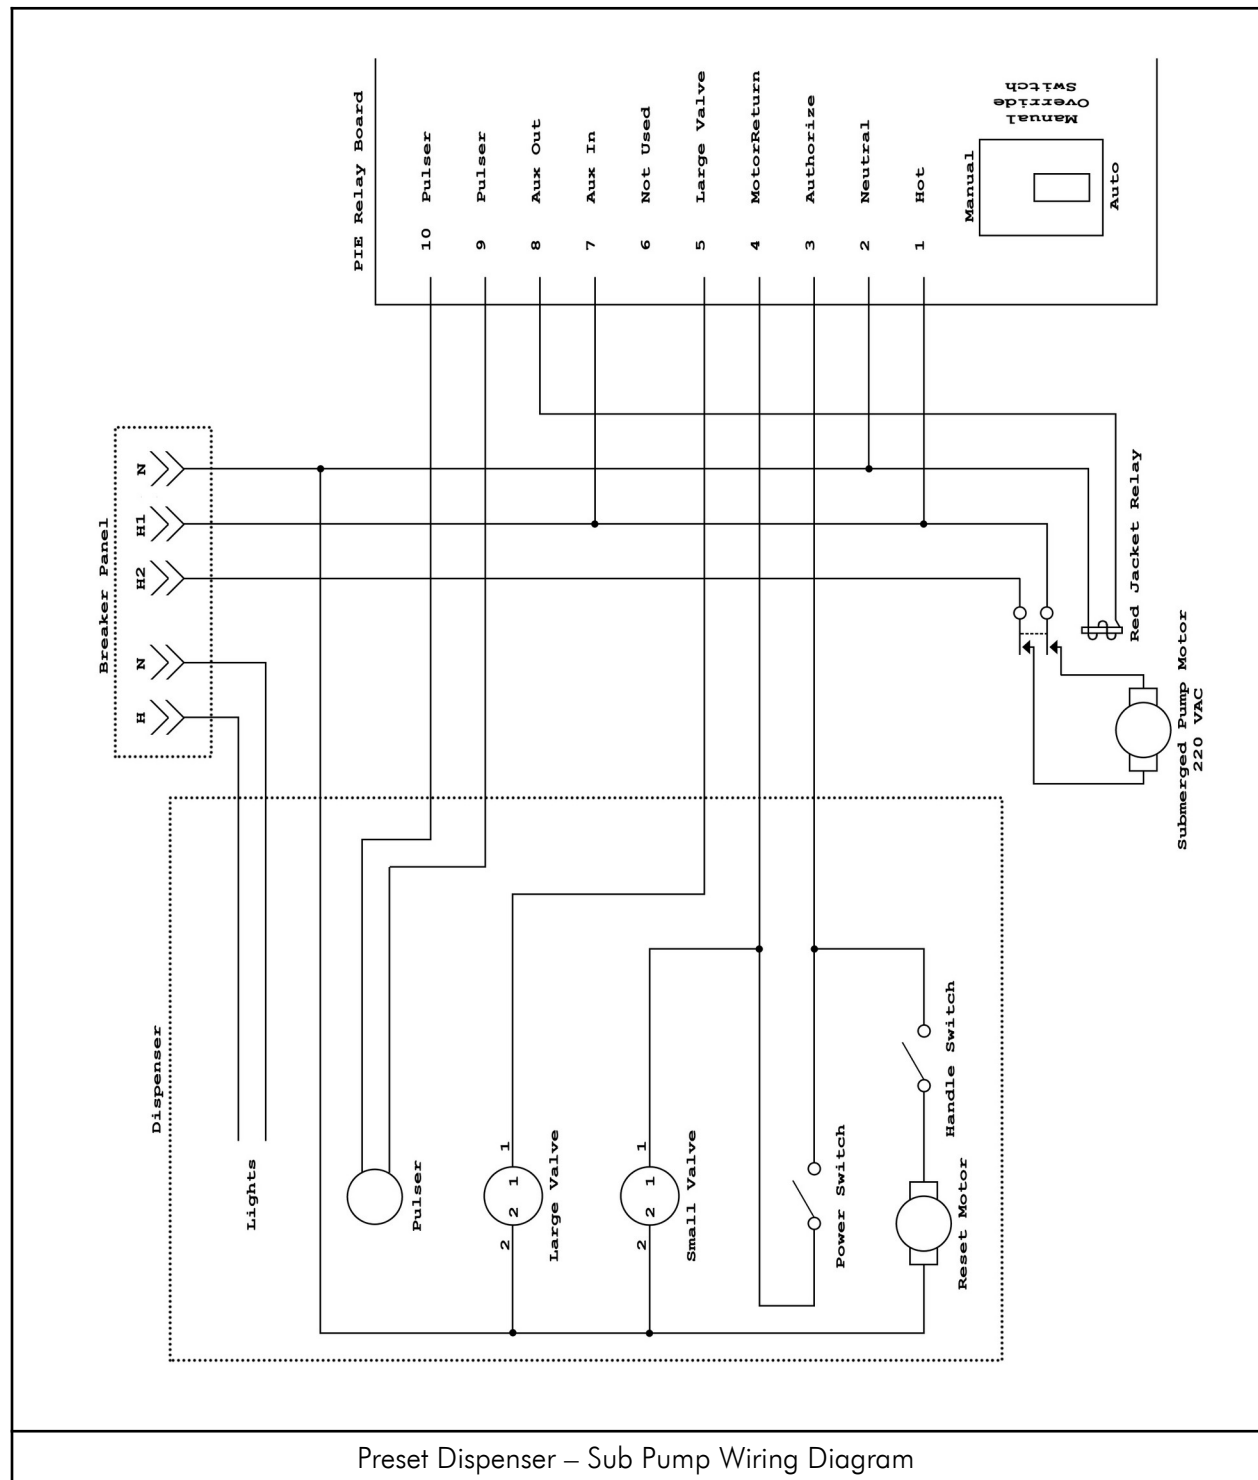 PIE Relay Board
10 Pulser
9 Pulser
8 Aux Out
7 Aux In
6 Not Used
5 Large Valve
4 MotorReturn
3 Authorize
2 Neutral
1 Hot
Manual
Override
Switch
Manual
Auto
Breaker Panel
N
H1
H2
N
H
Red Jacket Relay
Submerged Pump Motor
220 VAC
Dispenser
Lights
Pulser
1
2 1
2
Large Valve
1
2 1
2
Small Valve
Power Switch
Handle Switch
Reset Motor
Preset Dispenser – Sub Pump Wiring Diagram